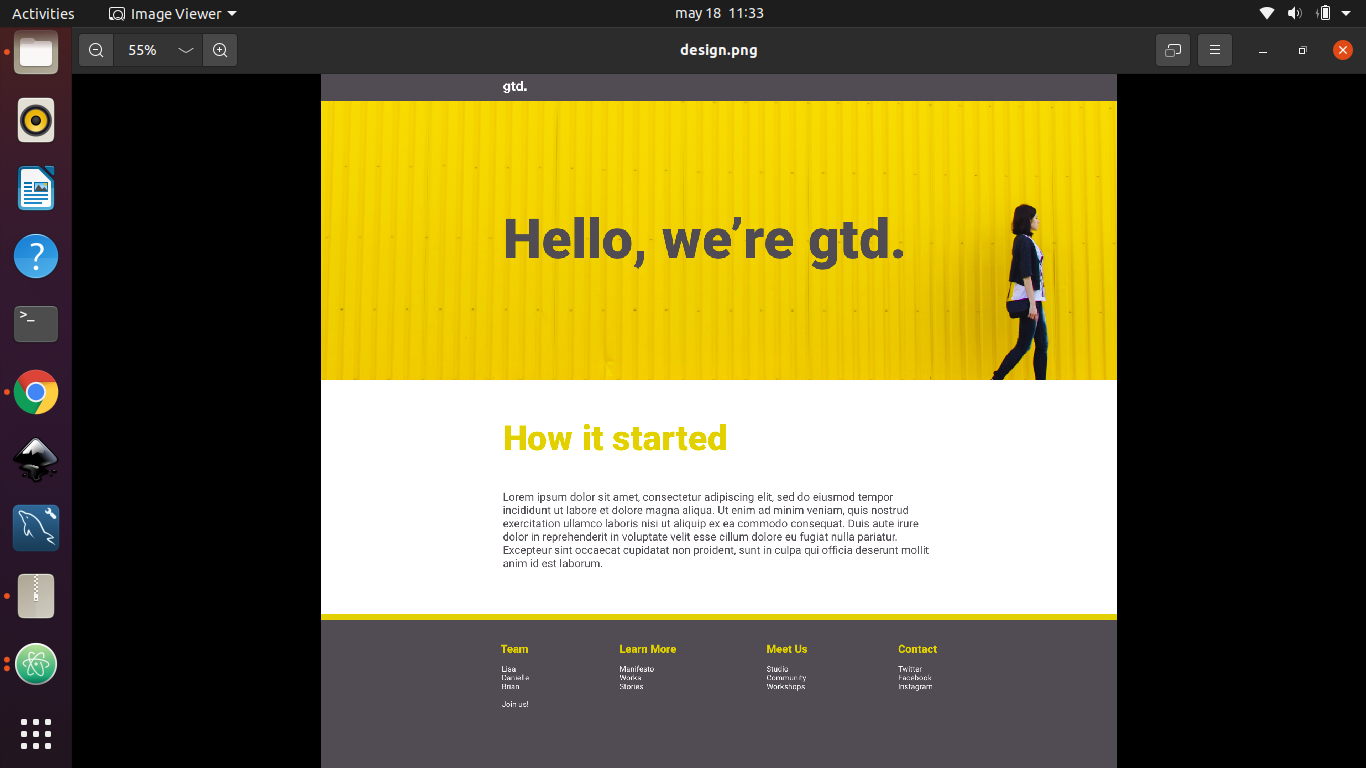 Activities
Image Viewer
may 18 11:33
55%
design.png
gtd.
Hello, we’re gtd.
How it started
Lorem ipsum dolor sit amet, consectetur adipiscing elit, sed do eiusmod tempor
incididunt ut labore et dolore magna aliqua. Ut enim ad minim veniam, quis nostrud
exercitation ullamco laboris nisi ut aliquip ex ea commodo consequat. Duis aute irure
dolor in reprehenderit in voluptate velit esse cillum dolore eu fugiat nulla pariatur.
Excepteur sint occaecat cupidatat non proident, sunt in culpa qui officia deserunt mollit
anim id est laborum.
Team
Lisa
Danielle
Brian
Join us!
Learn More
Manifesto
Works
Stories
Meet Us
Studio
Community
Workshops
Contact
Twitter
Facebook
Instagram